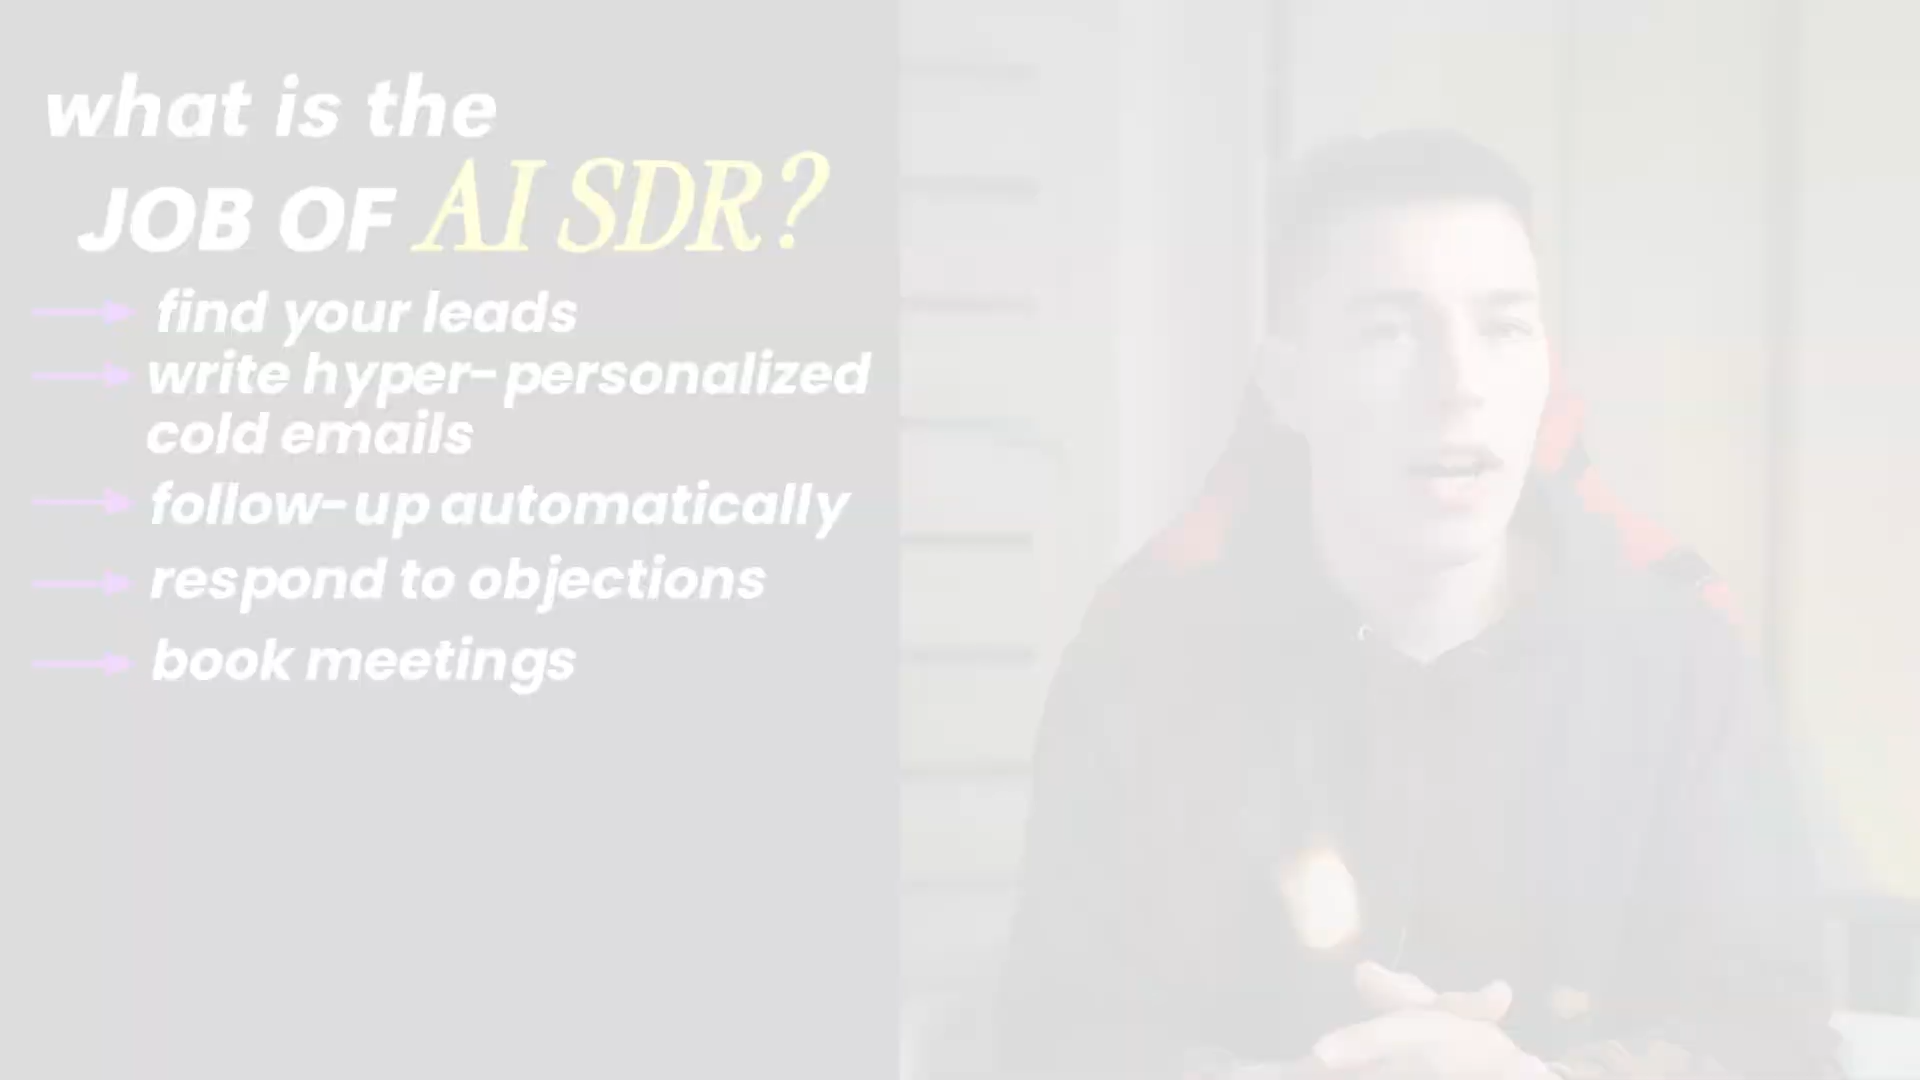 what is the
JOB OF AI SDR?
find your leads
write hyper-personalized
cold emails
follow-up automatically
respond to objections
book meetings